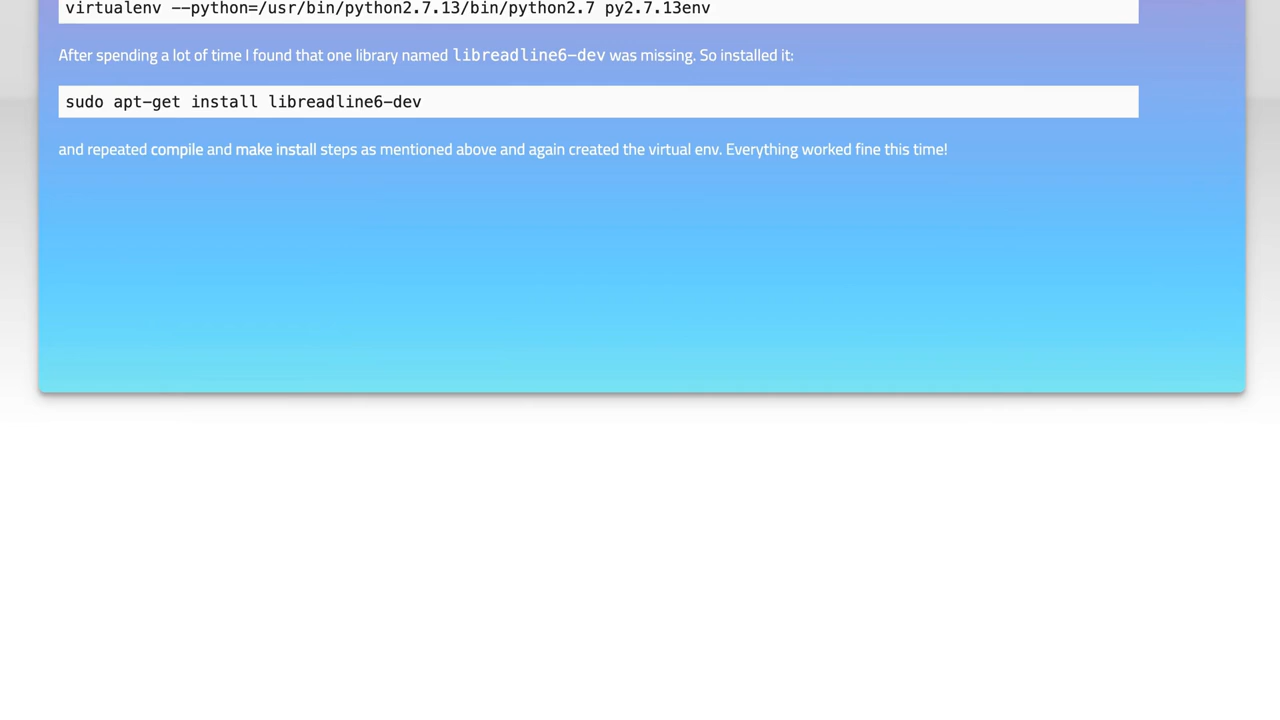 virtualenv --python=/usr/bin/python2.7.13/bin/python2.7 py2.7.13env
After spending a lot of time I found that one library named libreadline6-dev was missing. So installed it:
sudo apt-get install libreadline6-dev
and repeated compile and make install steps as mentioned above and again created the virtual env. Everything worked fine this time!